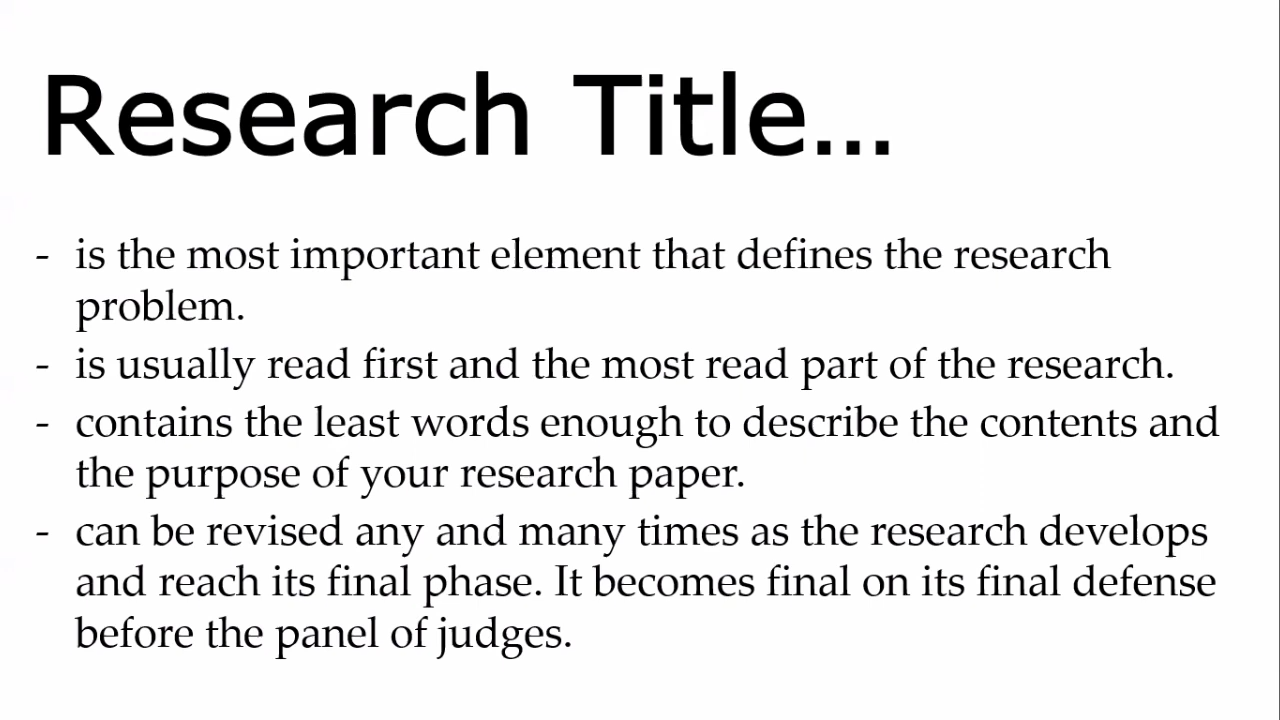 Research Title...
- is the most important element that defines the research
problem.
- is usually read first and the most read part of the research.
- contains the least words enough to describe the contents and
the purpose of your research paper.
- can be revised any and many times as the research develops
and reach its final phase. It becomes final on its final defense
before the panel of judges.